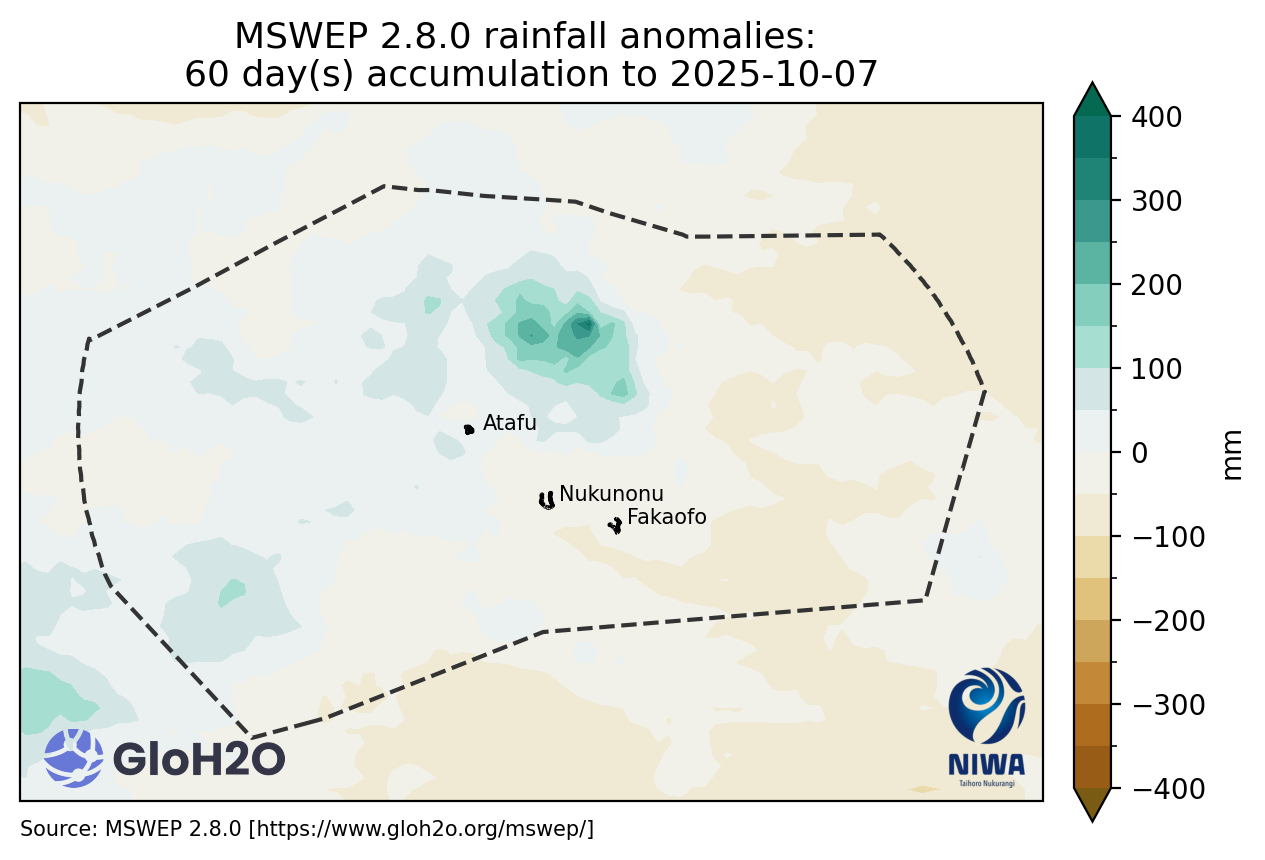 MSWEP 2.8.0 rainfall anomalies:
60 day(s) accumulation to 2025-10-07
400
300
200
100
0
−100
−200
−300
−400
mm
Atafu
Nukunonu
Fakaofo
GloH2O
NIWA
Taihoro Nukurangi
Source: MSWEP 2.8.0 [https://www.gloh2o.org/mswep/]